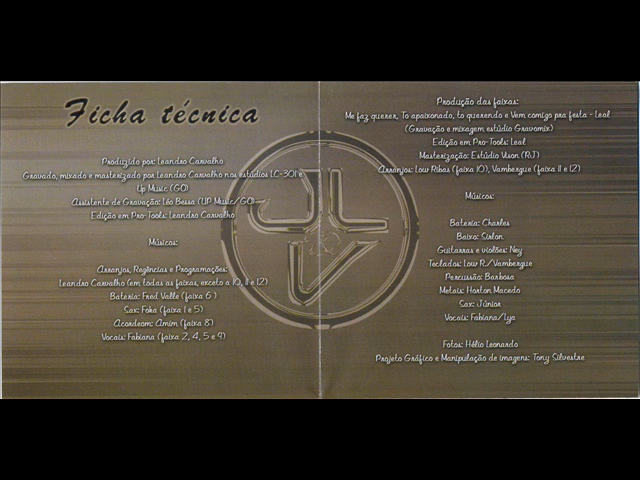 Ficha técnica
Produzido por: Leandro Carvalho
Gravado, mixado e masterizado por Leandro Carvalho nos estúdios LC-301 e
Up Music (GO)
Assistente de Gravação: Léo Bessa (UP Music/GO)
Edição em Pro-Tools: Leandro Carvalho
Músicos:
Arranjos, Regências e Programações:
Leandro Carvalho (em todas as faixas, exceto a 10, 11 e 12)
Bateria: Fred Valle (faixa 6 )
Sax: Foka (faixa 1 e 5)
Acordeom: Amim (faixa 8)
Vocais: Fabiana (faixa 2, 4, 5 e 9)
Produção das faixas:
Me faz querer, To apaixonado, to querendo e Vem comigo pra festa - Leal
(Gravação e mixagem estúdio Gravomix)
Edição em Pro-Tools: Leal
Masterização: Estúdio Vison (RJ)
Arranjos: Low Ribas (faixa 10), Vambergue (faixa 11 e 12)
Músicos:
Bateria: Charles
Baixo: Sirlon
Guitarras e violões: Ney
Teclados: Low R./Vambergue
Percussão: Barbosa
Metais: Horton Macedo
Sax: Júnior
Vocais: Fabiana/Lya
Fotos: Hélio Leonardo
Projeto Gráfico e Manipulação de imagens: Tony Silvestre